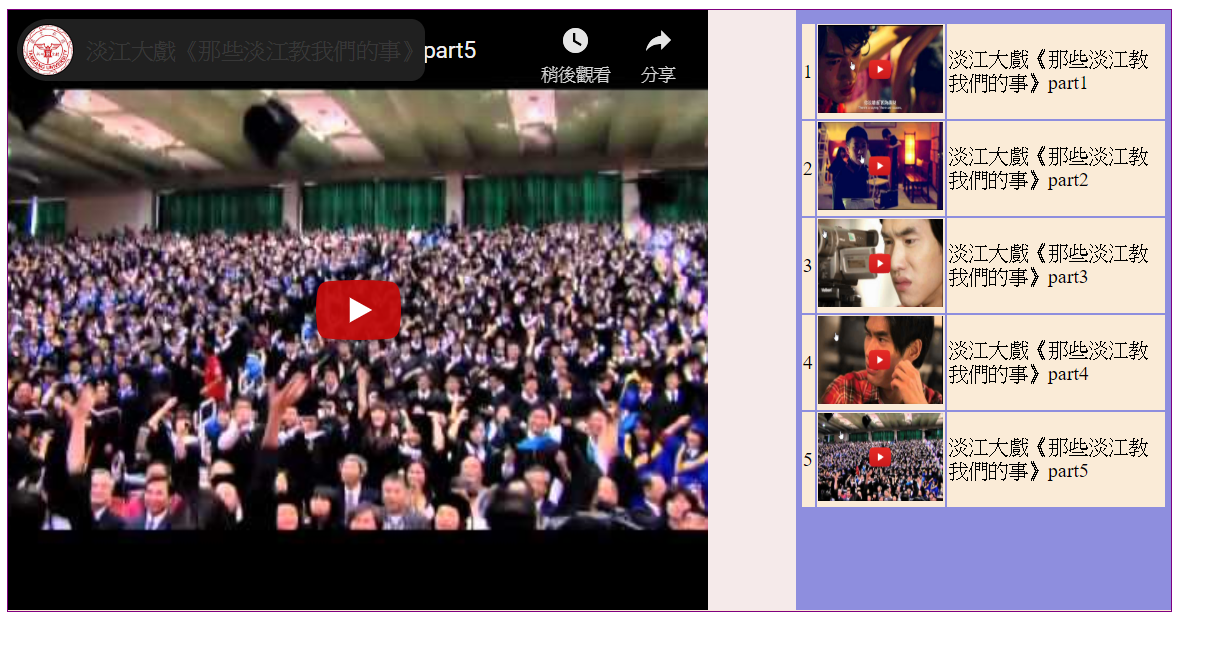 淡江大戲《那些淡江教我們的事》part5
稍後觀看
分享
1
淡江大戲《那些淡江教
我們的事》part1
2
淡江大戲《那些淡江教
我們的事》part2
3
淡江大戲《那些淡江教
我們的事》part3
4
淡江大戲《那些淡江教
我們的事》part4
5
淡江大戲《那些淡江教
我們的事》part5